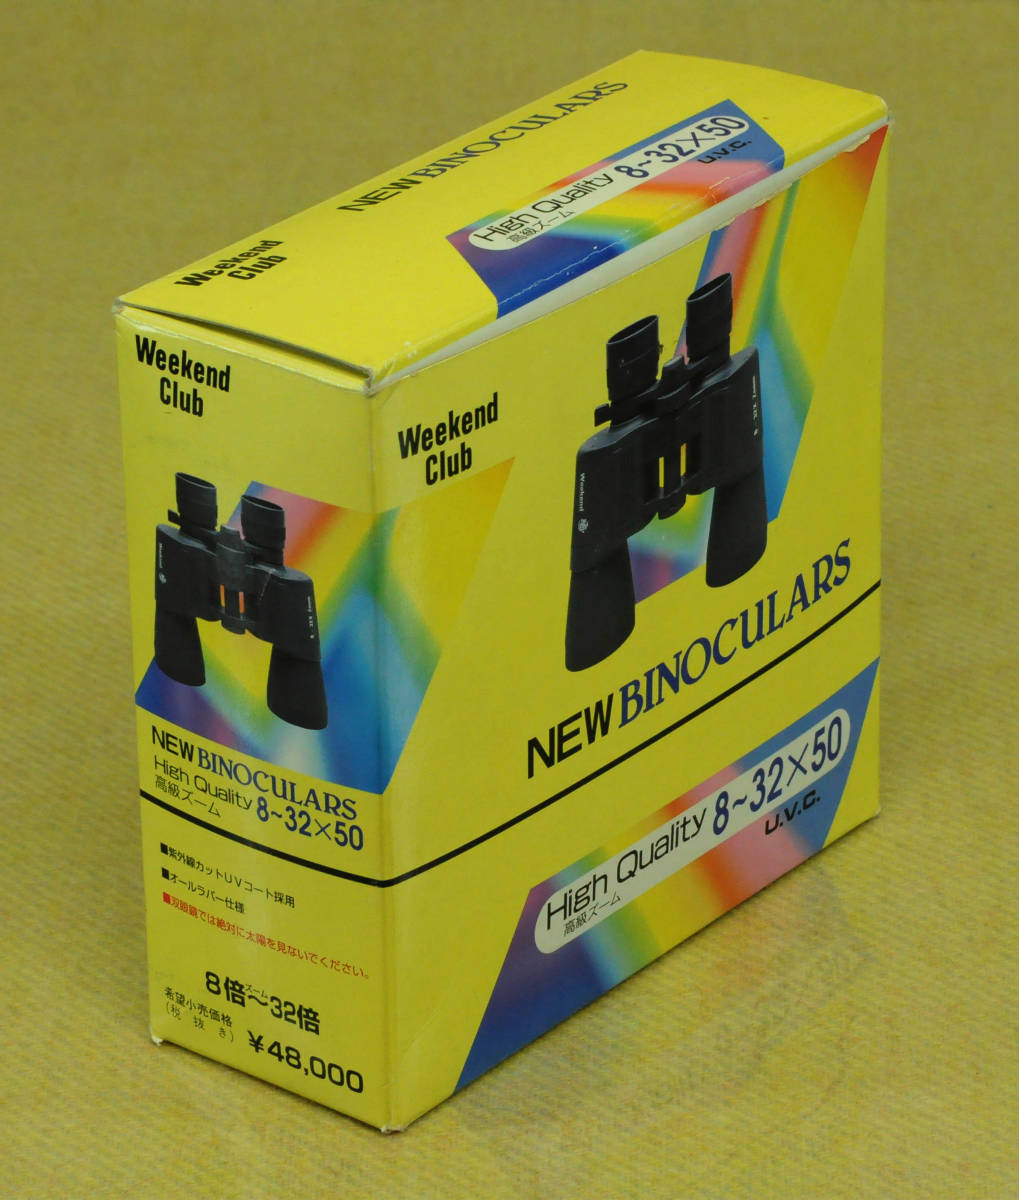 NEW BINOCULARS
High Quality 8~32×50
高級ズーム
U.V.C.
Weekend
Club
Weekend
Club
NEW BINOCULARS
High Quality 8~32×50
高級ズーム
■紫外線カットUVコート採用
■オールラバー仕様
■双眼鏡では絶対に太陽を見ないでください。
ズーム
8倍~32倍
希望小売価格
(税抜き) ¥48,000
Weekend
Club
Weekend
8~32X Zoom
NEW BINOCULARS
High Quality 8~32×50
高級ズーム
U.V.C.